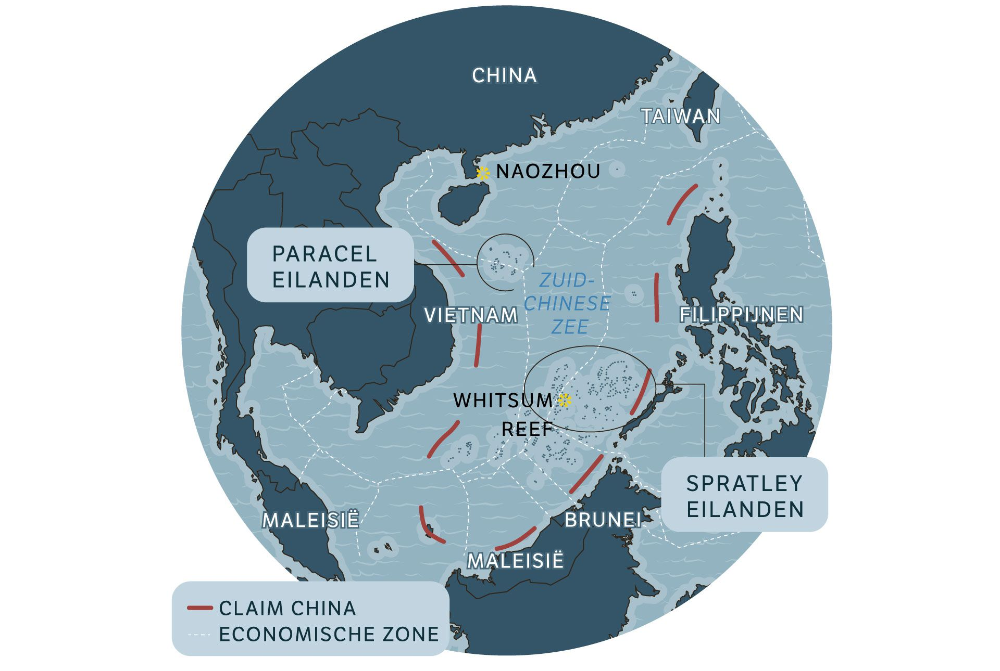 CHINA
TAIWAN
NAOZHOU
PARACEL
EILANDEN
ZUID-
CHINESE
ZEE
VIETNAM
FILIPPIJNEN
WHITSUM
REEF
SPRATLEY
EILANDEN
MALEISIË
BRUNEI
MALEISIË
CLAIM CHINA
ECONOMISCHE ZONE